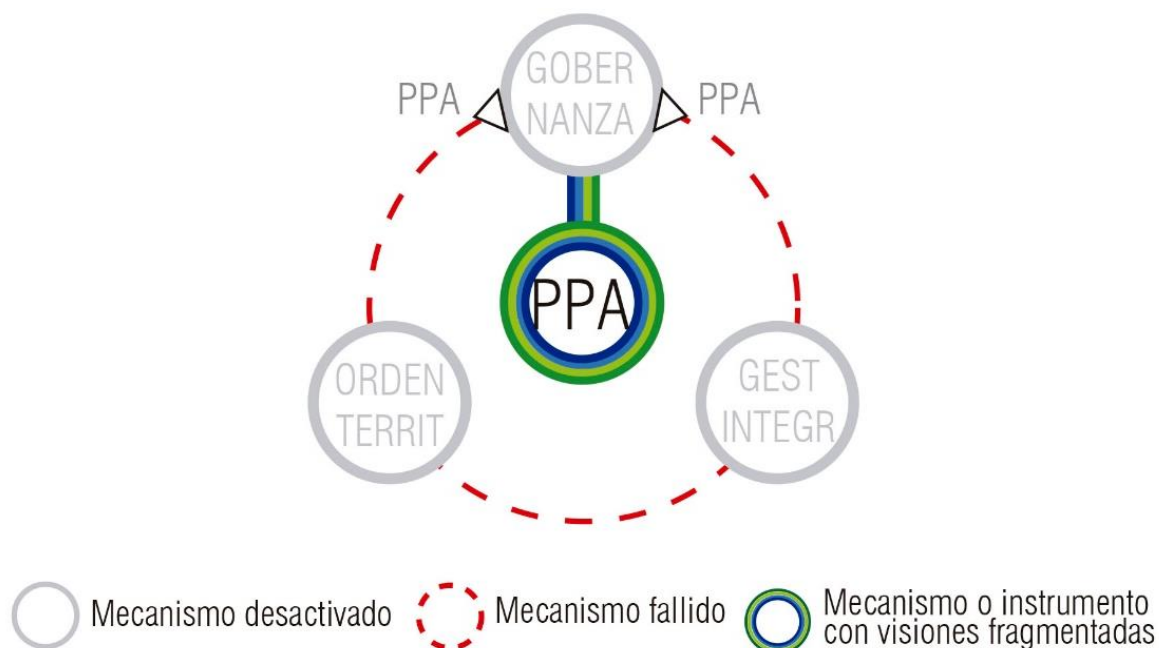 GOBER
NANZA
PPA
PPA
PPA
ORDEN
TERRIT
GEST
INTEGR
Mecanismo desactivado
Mecanismo fallido
Mecanismo o instrumento
con visiones fragmentadas